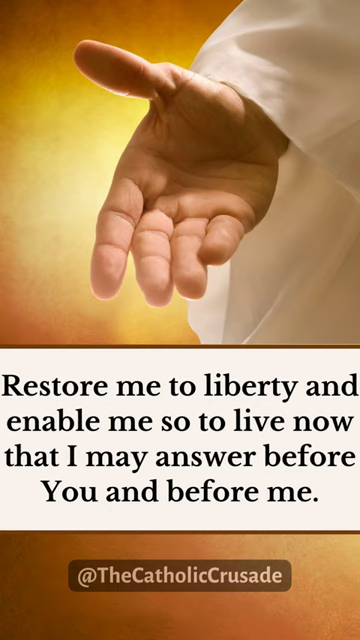 Restore me to liberty and
enable me so to live now
that I may answer before
You and before me.
@TheCatholicCrusade